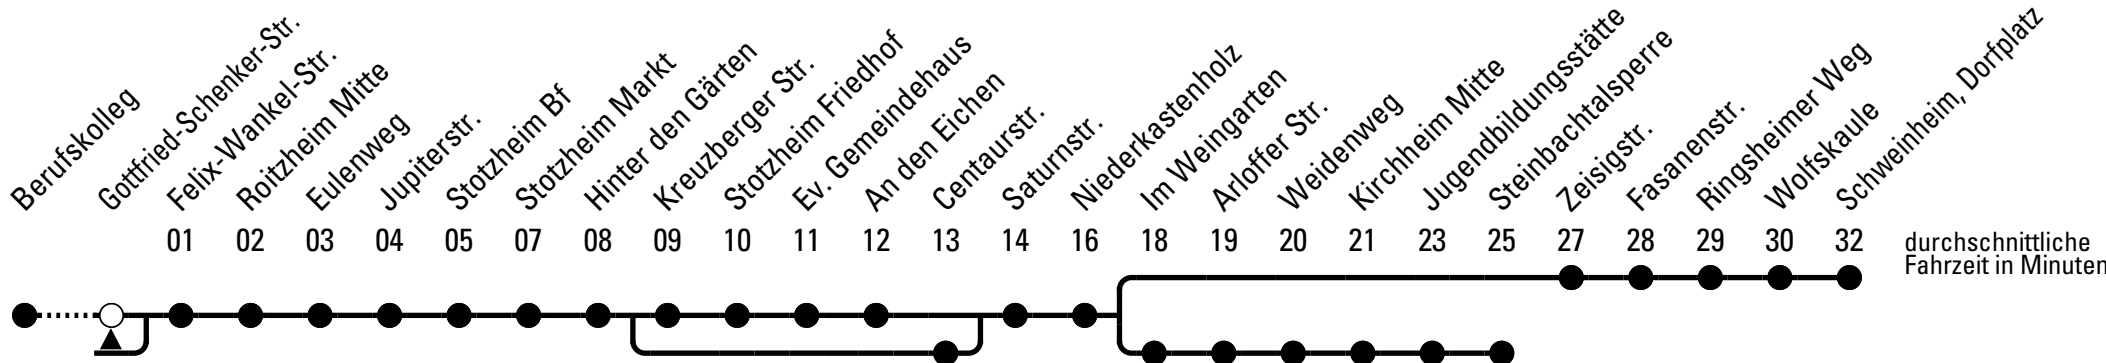 Berufskolleg
Gottfried-Schenker-Str.
Felix-Wankel-Str.
Roitzheim Mitte
Eulenweg
Jupiterstr.
Stotzheim Bf
Stotzheim Markt
Hinter den Gärten
Kreuzberger Str.
Stotzheim Friedhof
Ev. Gemeindehaus
An den Eichen
Centaurstr.
Saturnstr.
Niederkastenholz
Im Weingarten
Arloffer Str.
Weidenweg
Kirchheim Mitte
Jugendbildungsstätte
Steinbachtalsperre
Zeisigstr.
Fasanenstr.
Ringsheimer Weg
Wolfskaule
Schweinheim, Dorfplatz
01 02 03 04 05 07 08 09 10 11 12 13 14 16 18 19 20 21 23 25 27 28 29 30 32
durchschnittliche
Fahrzeit in Minuten